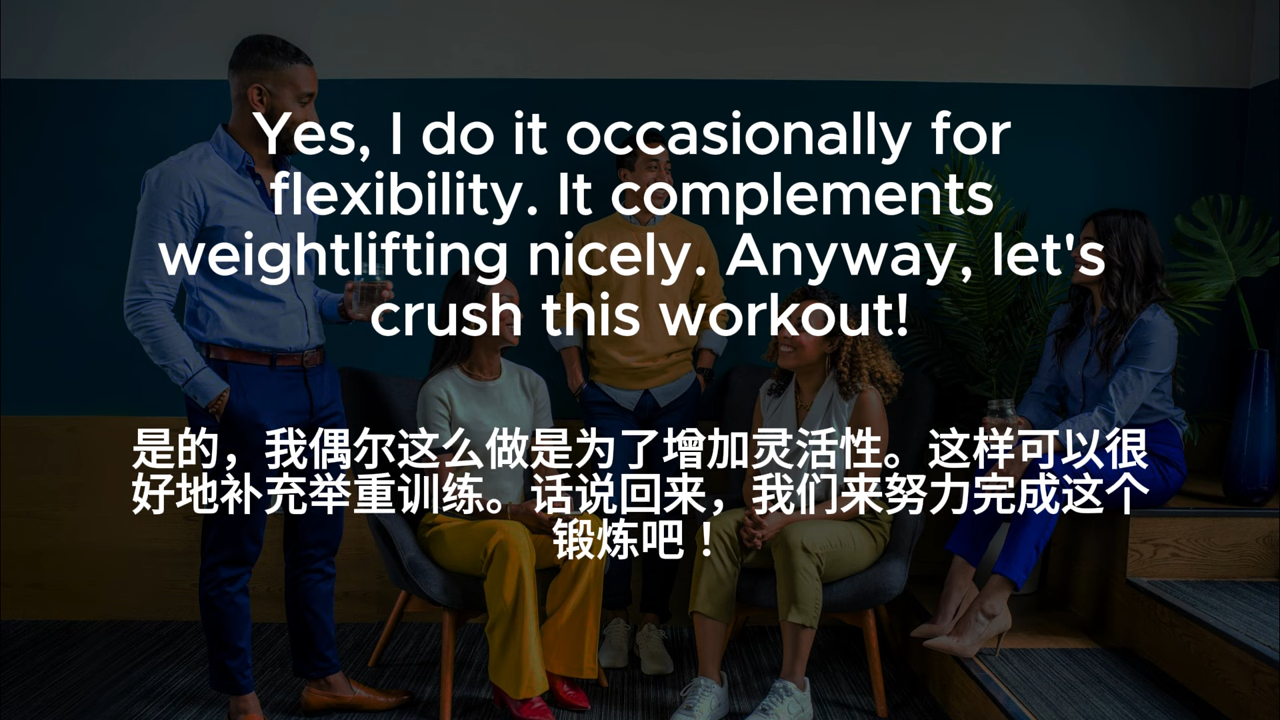 Yes, I do it occasionally for
flexibility. It complements
weightlifting nicely. Anyway, let's
crush this workout!
是的，我偶尔这么做是为了增加灵活性。这样可以很
好地补充举重训练。 话说回来，我们来努力完成这个
锻炼吧！